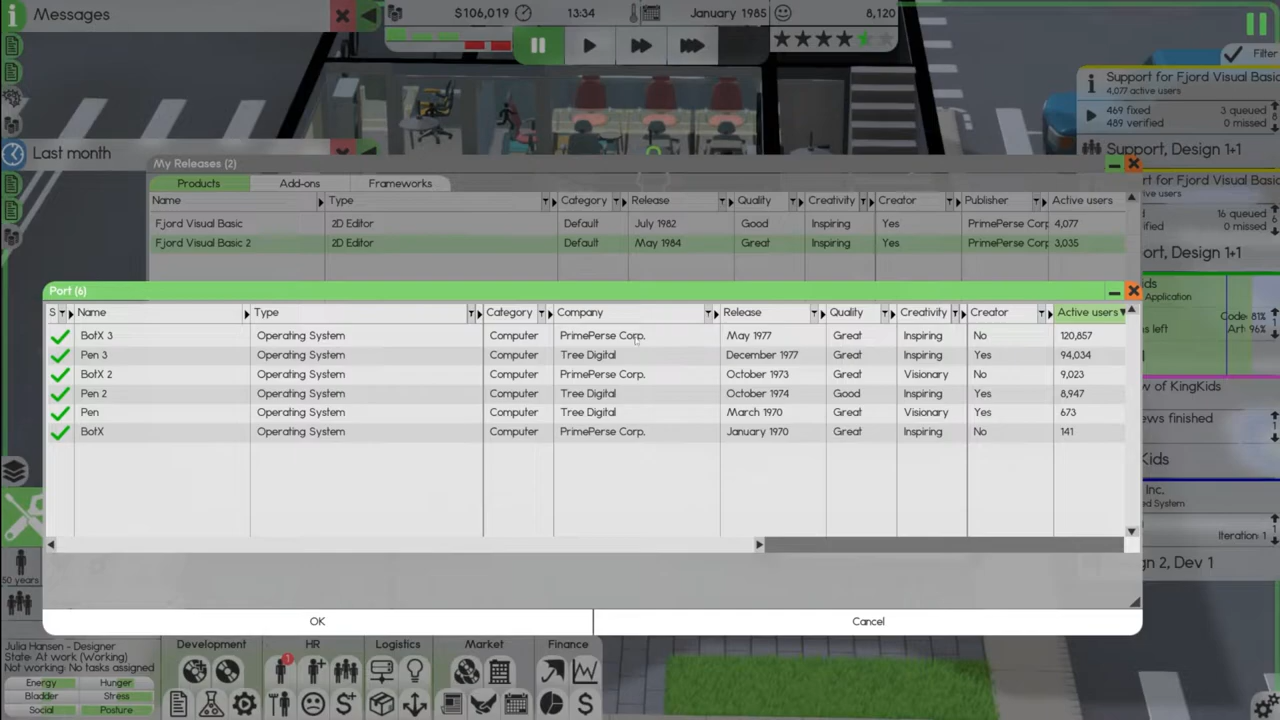 Messages
$106,019
13:34
January 1985
8,120
Filter
Support for Fjord Visual Basic
4,077 active users
469 fixed
3 queued
489 verified
0 missed
Support, Design 1+1
Last month
My Releases (2)
Products
Add-ons
Frameworks
Name
Type
Category
Release
Quality
Creativity
Creator
Publisher
Active users
Fjord Visual Basic
2D Editor
Default
July 1982
Good
Inspiring
Yes
PrimePerse Corp
4,077
Fjord Visual Basic 2
2D Editor
Default
May 1984
Great
Inspiring
Yes
PrimePerse Corp
3,035
rt for Fjord Visual Basic
ve users
16 queued
ified
0 missed
ort, Design 1+1
Port (6)
S
Name
Type
Category
Company
Release
Quality
Creativity
Creator
Active users
BotX 3
Operating System
Computer
PrimePerse Corp.
May 1977
Great
Inspiring
No
120,857
Pen 3
Operating System
Computer
Tree Digital
December 1977
Great
Inspiring
Yes
94,034
BotX 2
Operating System
Computer
PrimePerse Corp.
October 1973
Great
Visionary
No
9,023
Pen 2
Operating System
Computer
Tree Digital
October 1974
Good
Inspiring
Yes
8,947
Pen
Operating System
Computer
Tree Digital
March 1970
Great
Visionary
Yes
673
BotX
Operating System
Computer
PrimePerse Corp.
January 1970
Great
Inspiring
No
141
ids
Application
Code: 81%
s left
Art: 96%
w of KingKids
ews finished
Kids
Inc.
ed System
Iteration: 1
gn 2, Dev 1
OK
Cancel
50 years
Julia Hansen - Designer
State: At work (Working)
Not working: No tasks assigned
Energy
Hunger
Bladder
Stress
Social
Posture
Development
HR
Logistics
Market
Finance
1